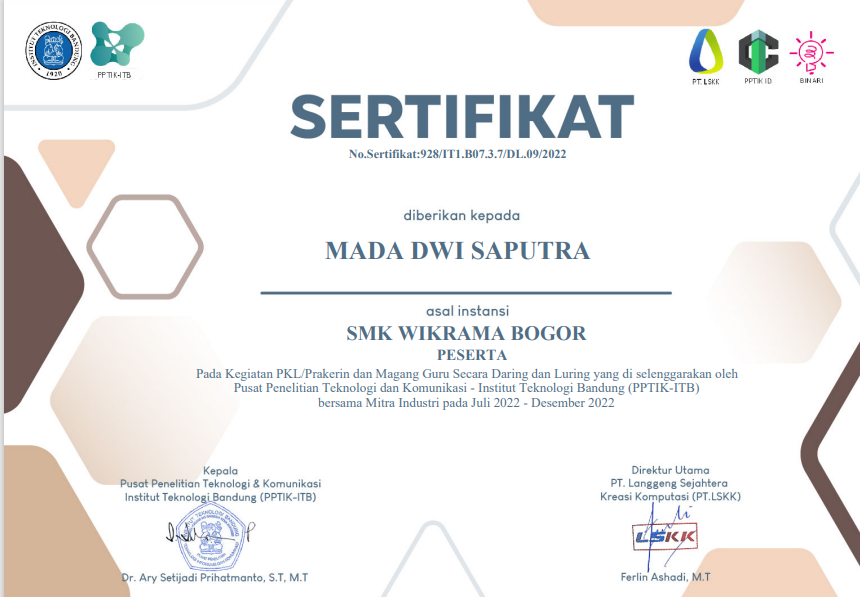 INSTITUT TEKNOLOGI BANDUNG
1920
PPTIK-ITB
PT. LSKK
PPTIK ID
BINARI
SERTIFIKAT
No.Sertifikat:928/IT1.B07.3.7/DL.09/2022
diberikan kepada
MADA DWI SAPUTRA
asal instansi
SMK WIKRAMA BOGOR
PESERTA
Pada Kegiatan PKL/Prakerin dan Magang Guru Secara Daring dan Luring yang di selenggarakan oleh
Pusat Penelitian Teknologi dan Komunikasi - Institut Teknologi Bandung (PPTIK-ITB)
bersama Mitra Industri pada Juli 2022 - Desember 2022
Kepala
Pusat Penelitian Teknologi & Komunikasi
Institut Teknologi Bandung (PPTIK-ITB)
Dr. Ary Setijadi Prihatmanto, S.T, M.T
Direktur Utama
PT. Langgeng Sejahtera
Kreasi Komputasi (PT.LSKK)
LSKK
Ferlin Ashadi, M.T